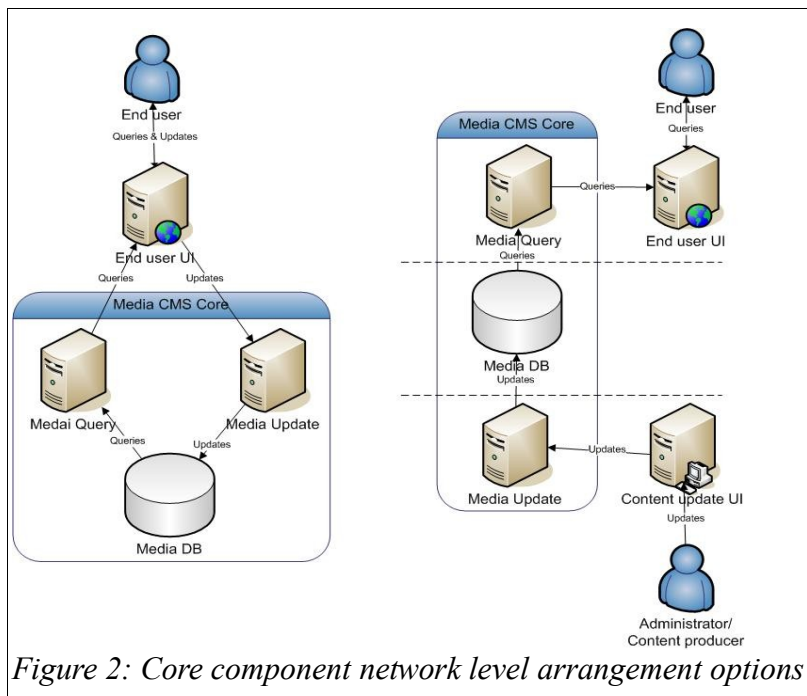 End user
Queries & Updates
End user UI
Queries
Updates
Media CMS Core
Medai Query
Media Update
Queries
Updates
Media DB
End user
Queries
Media CMS Core
Queries
Media Query
End user UI
Queries
Media DB
Updates
Updates
Media Update
Content update UI
Updates
Administrator/
Content producer
Figure 2: Core component network level arrangement options